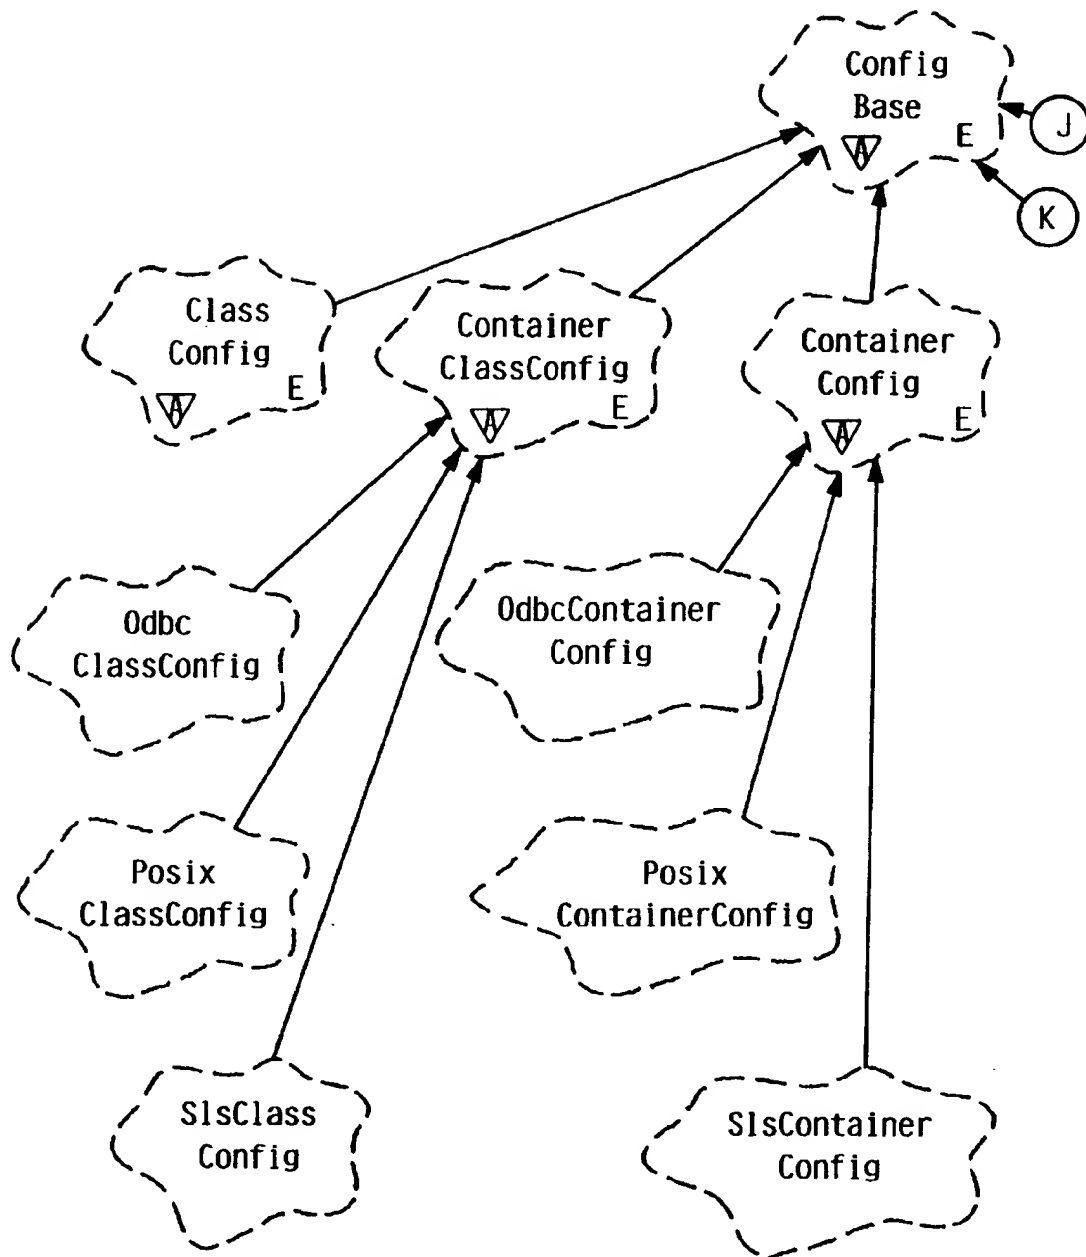 Config
Base
A
E
J
K
Class
Config
A
E
Container
ClassConfig
A
E
Container
Config
A
E
Odbc
ClassConfig
OdbcContainer
Config
Posix
ClassConfig
Posix
ContainerConfig
SlsClass
Config
SlsContainer
Config